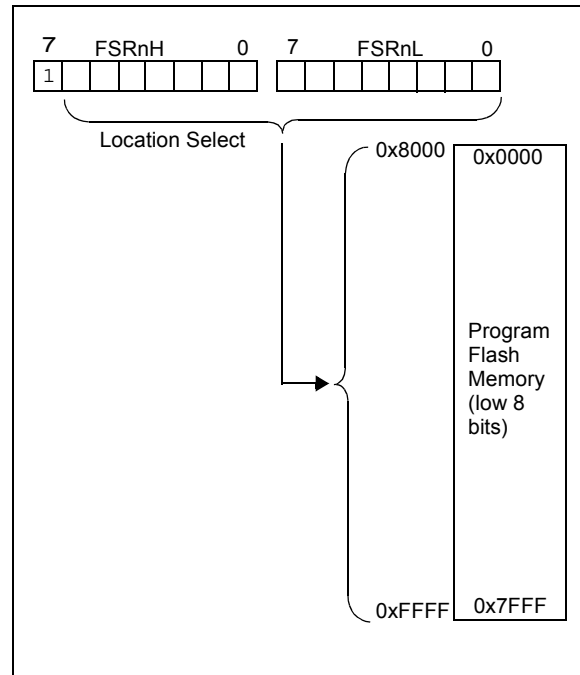 7 FSRnH 0 7 FSRnL 0
1
Location Select
0x8000 0x0000
Program
Flash
Memory
(low 8
bits)
0xFFFF 0x7FFF